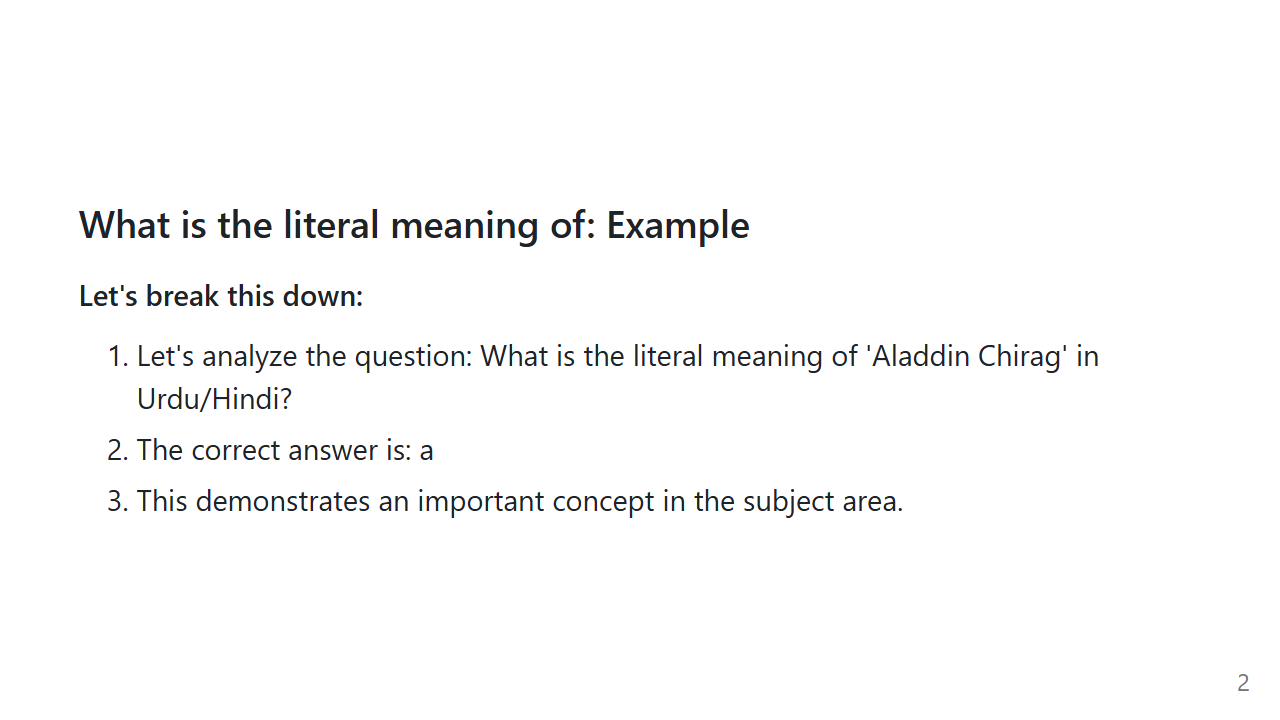 What is the literal meaning of: Example
Let's break this down:
1. Let's analyze the question: What is the literal meaning of 'Aladdin Chirag' in
Urdu/Hindi?
2. The correct answer is: a
3. This demonstrates an important concept in the subject area.
2